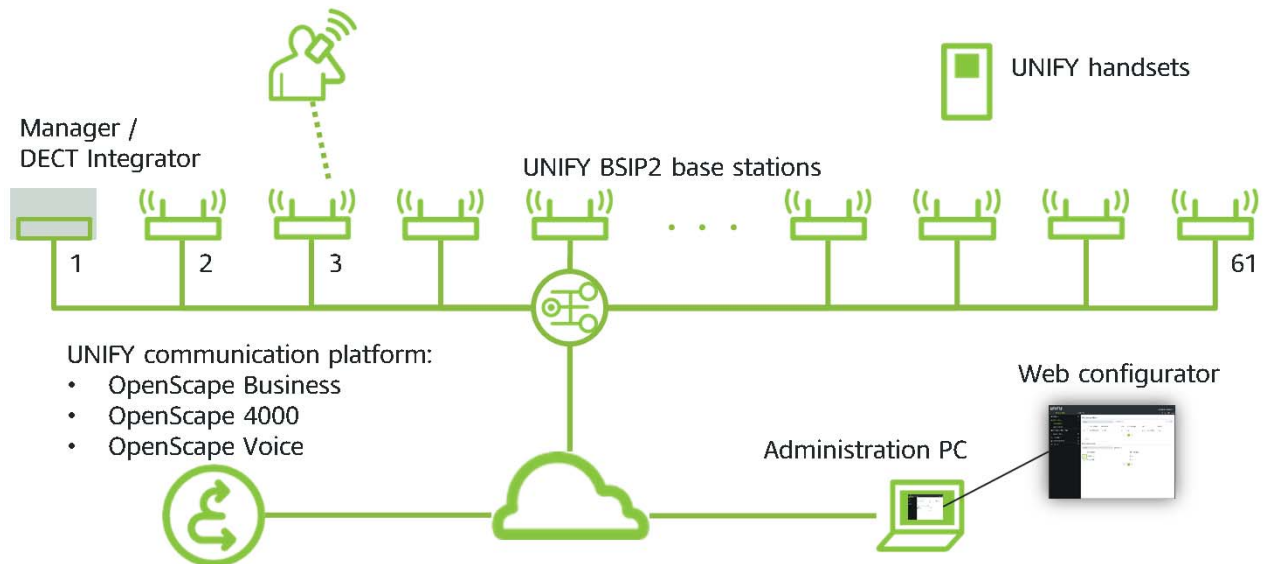 UNIFY handsets
Manager /
DECT Integrator
UNIFY BSIP2 base stations
1
2
3
61
UNIFY communication platform:
• OpenScape Business
• OpenScape 4000
• OpenScape Voice
Web configurator
Administration PC